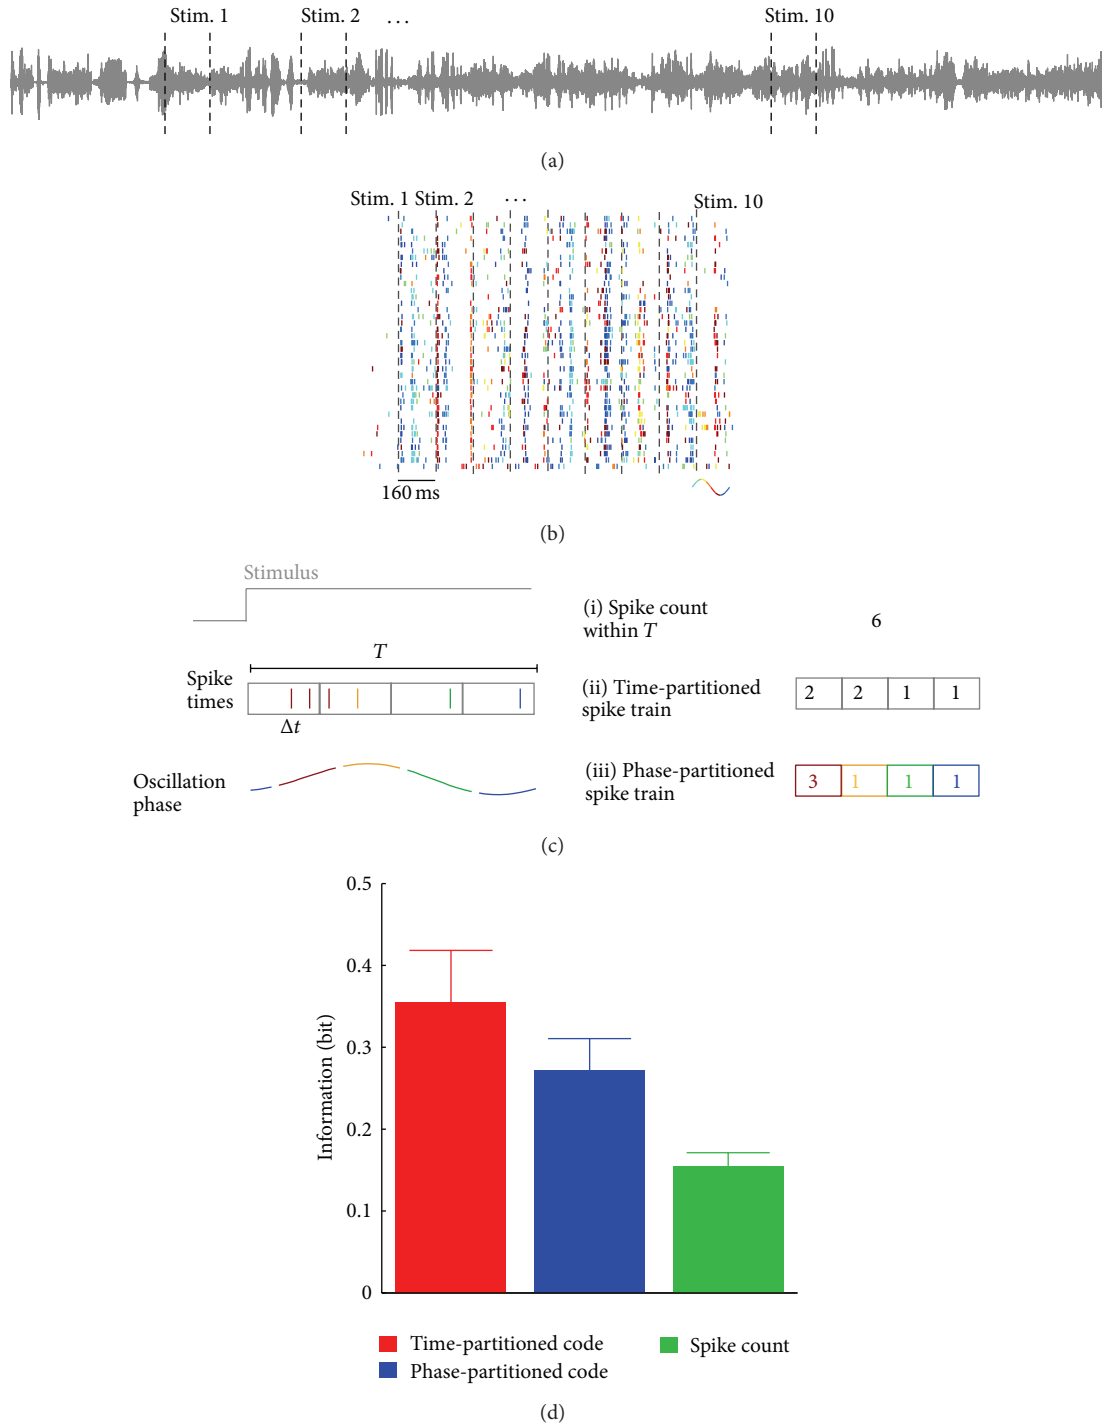 Stim. 1 Stim. 2 ... Stim. 10
(a)
Stim. 1 Stim. 2 ... Stim. 10
160 ms
(b)
Stimulus
T
Spike
times
Δt
Oscillation
phase
(i) Spike count
within T
6
(ii) Time-partitioned
spike train
2 2 1 1
(iii) Phase-partitioned
spike train
3 1 1 1
(c)
0.5
0.4
0.3
0.2
0.1
0
Information (bit)
Time-partitioned code
Phase-partitioned code
Spike count
(d)